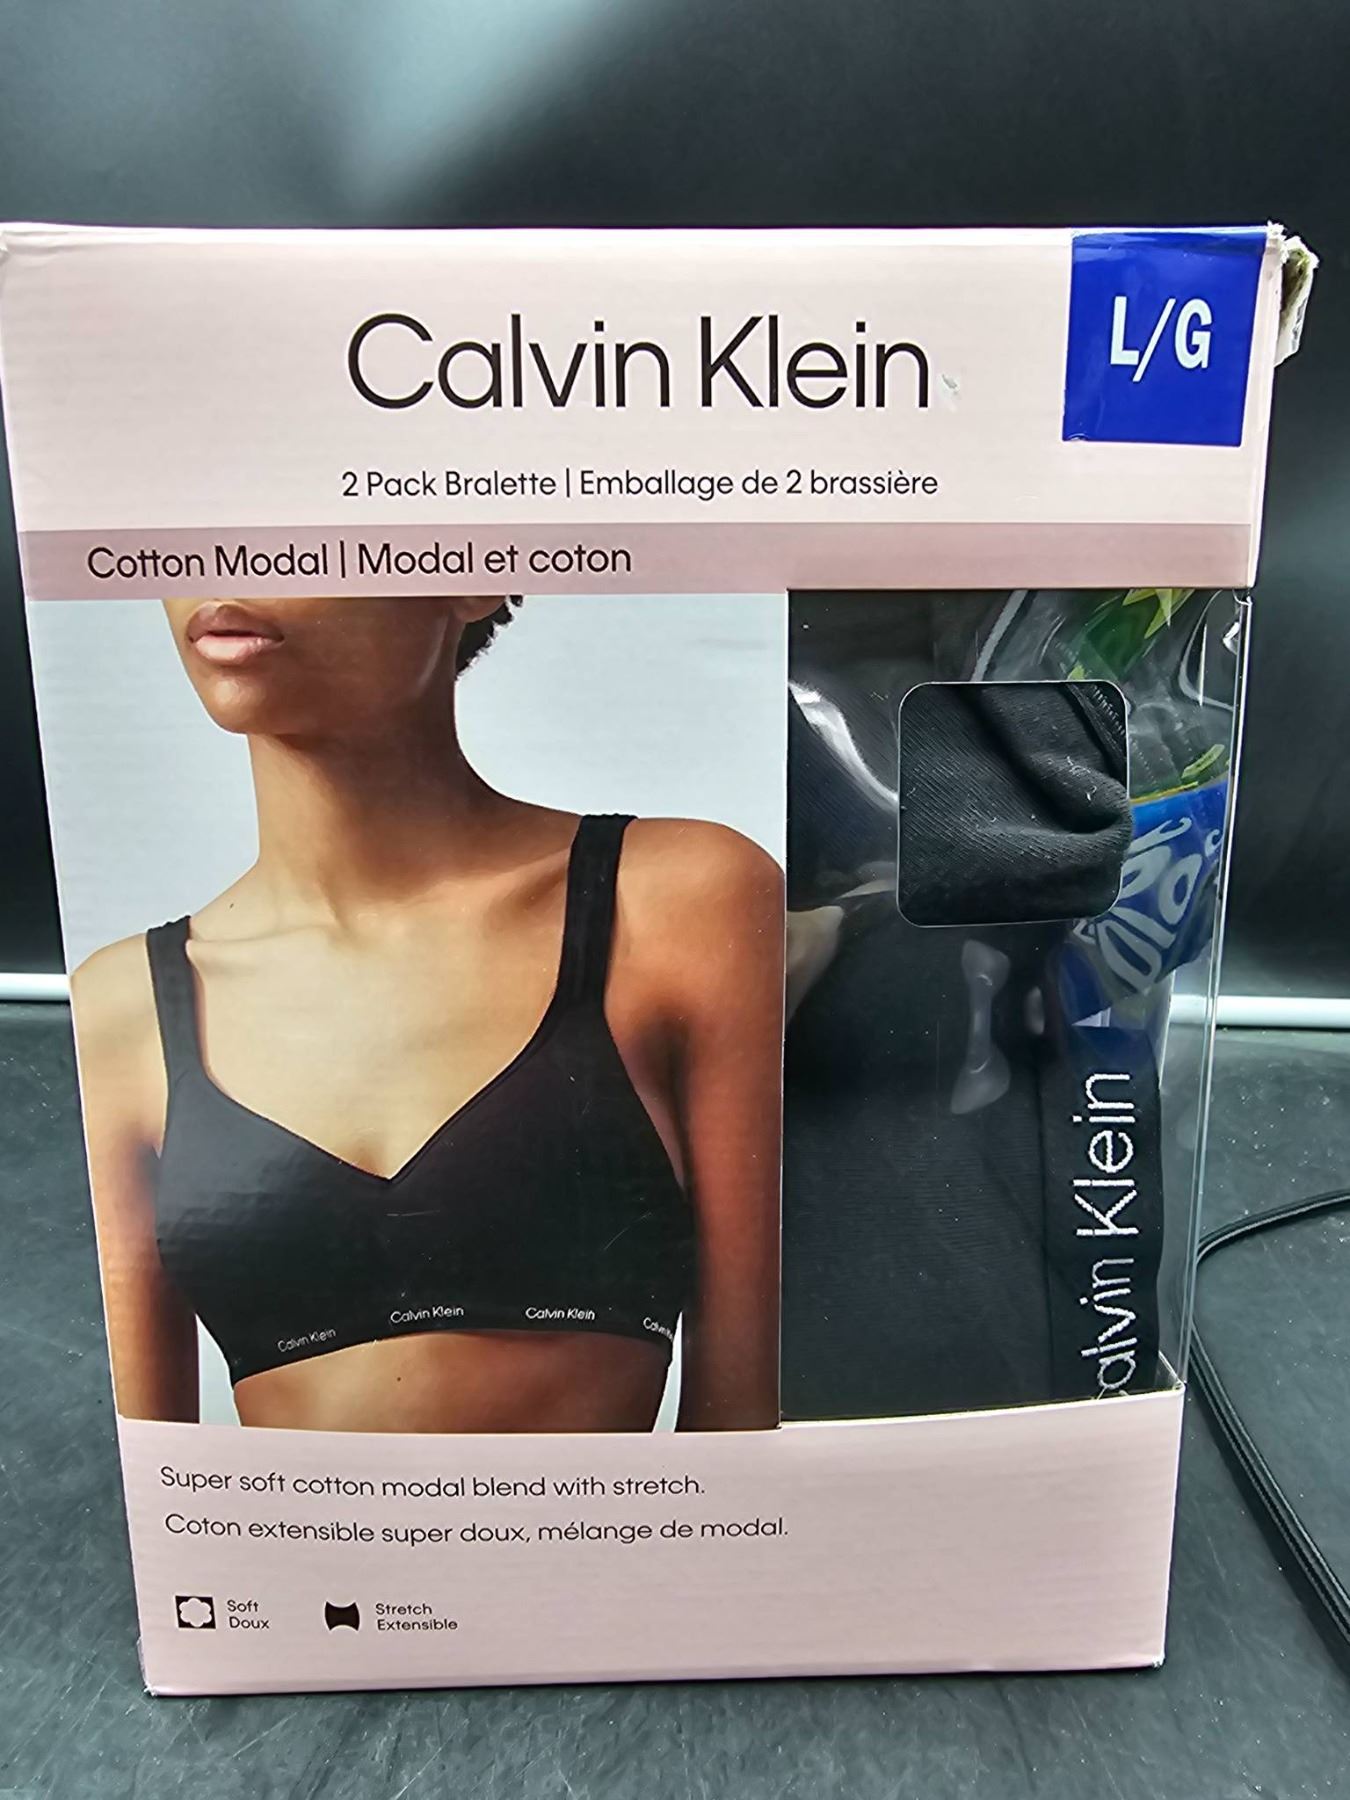 Calvin Klein
L/G
2 Pack Bralette | Emballage de 2 brassière
Cotton Modal | Modal et coton
Calvin Klein
Calvin Klein
Calvin Klein
Calvin
alvin Klein
Super soft cotton modal blend with stretch.
Coton extensible super doux, mélange de modal.
Soft
Doux
Stretch
Extensible